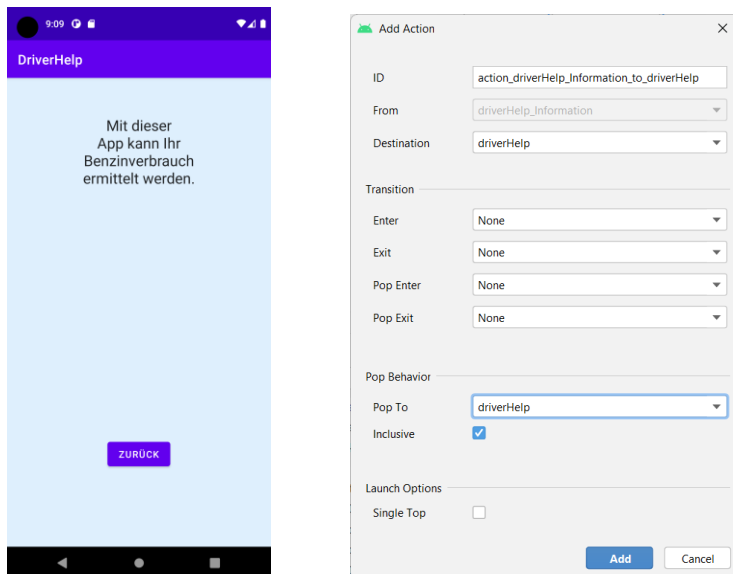 9:09
DriverHelp
Mit dieser
App kann Ihr
Benzinverbrauch
ermittelt werden.
ZURÜCK
Add Action
ID action_driverHelp_Information_to_driverHelp
From driverHelp_Information
Destination driverHelp
Transition
Enter None
Exit None
Pop Enter None
Pop Exit None
Pop Behavior
Pop To driverHelp
Inclusive
Launch Options
Single Top
Add Cancel